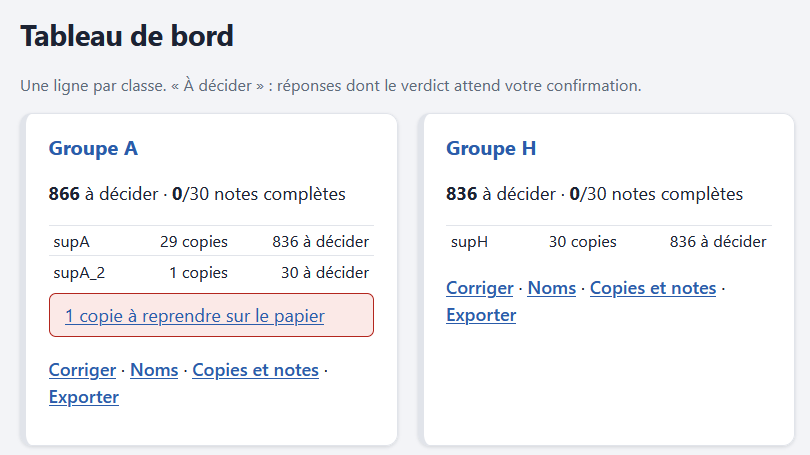 Tableau de bord
Une ligne par classe. « À décider » : réponses dont le verdict attend votre confirmation.
Groupe A
866 à décider · 0/30 notes complètes
supA 29 copies 836 à décider
supA_2 1 copies 30 à décider
1 copie à reprendre sur le papier
Corriger · Noms · Copies et notes ·
Exporter
Groupe H
836 à décider · 0/30 notes complètes
supH 30 copies 836 à décider
Corriger · Noms · Copies et notes ·
Exporter